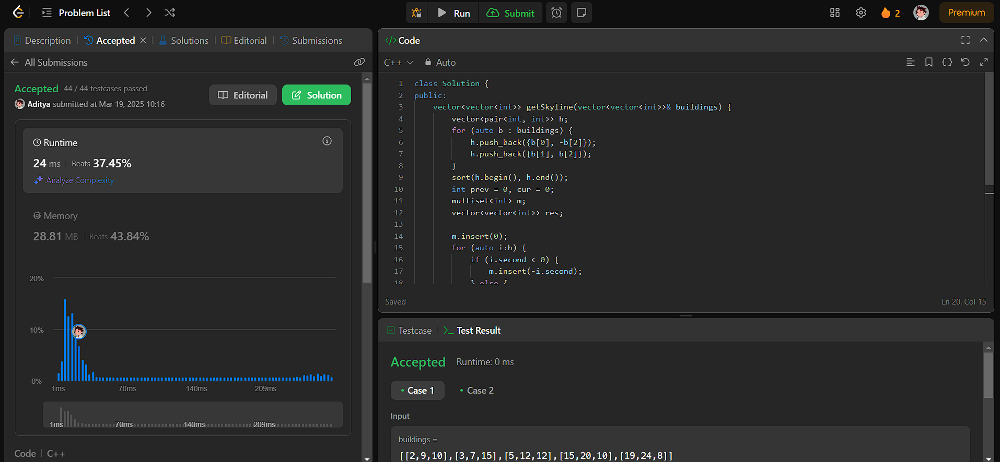 Problem List
Run
Submit
2
Premium
Description
Accepted
Solutions
Editorial
Submissions
All Submissions
Accepted 44 / 44 testcases passed
Aditya submitted at Mar 19, 2025 10:16
Editorial
Solution
Runtime
24 ms Beats 37.45%
Analyze Complexity
Memory
28.81 MB Beats 43.84%
20%
10%
0%
1ms 70ms 140ms 209ms
1ms 70ms 140ms 209ms
Code C++
</> Code
C++ Auto
1 class Solution {
2 public:
3 vector<vector<int>> getSkyline(vector<vector<int>>& buildings) {
4 vector<pair<int, int>> h;
5 for (auto b : buildings) {
6 h.push_back({b[0], -b[2]});
7 h.push_back({b[1], b[2]});
8 }
9 sort(h.begin(), h.end());
10 int prev = 0, cur = 0;
11 multiset<int> m;
12 vector<vector<int>> res;
13
14 m.insert(0);
15 for (auto i:h) {
16 if (i.second < 0) {
17 m.insert(-i.second);
18 } else {
Saved
Ln 20, Col 15
Testcase
>_ Test Result
Accepted Runtime: 0 ms
Case 1
Case 2
Input
buildings =
[[2,9,10],[3,7,15],[5,12,12],[15,20,10],[19,24,8]]